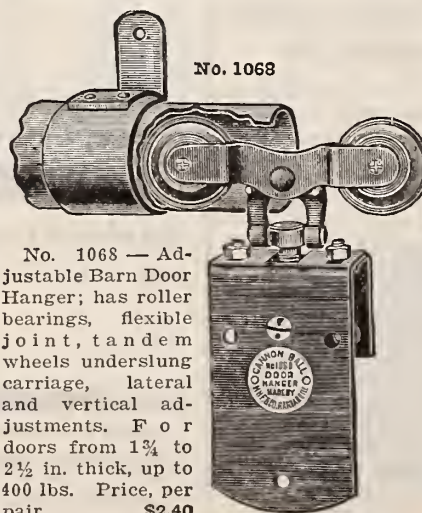 No. 1068
No. 1068 — Ad-
justable Barn Door
Hanger; has roller
bearings, flexible
joint, tandem
wheels underslung
carriage, lateral
and vertical ad-
justments. For
doors from 1¾ to
2½ in. thick, up to
400 lbs. Price, per
pair $2.40
CANNON BALL
DOOR
HANGER
MADE BY